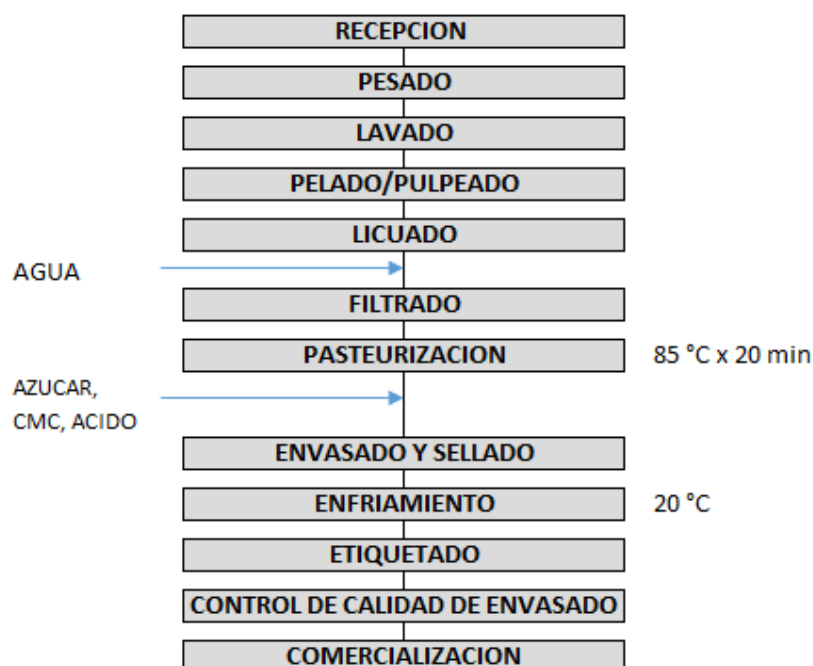 RECEPCION
PESADO
LAVADO
PELADO/PULPEADO
LICUADO
AGUA
FILTRADO
PASTEURIZACION 85 °C x 20 min
AZUCAR,
CMC, ACIDO
ENVASADO Y SELLADO
ENFRIAMIENTO 20 °C
ETIQUETADO
CONTROL DE CALIDAD DE ENVASADO
COMERCIALIZACION